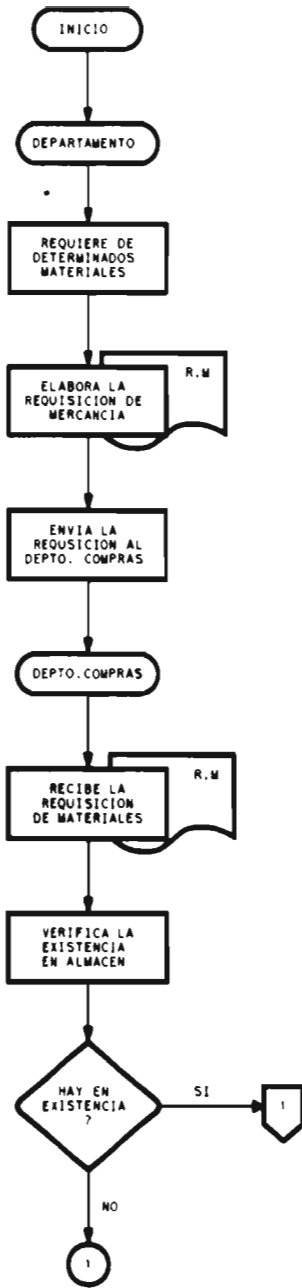 INICIO
DEPARTAMENTO
REQUIERE DE
DETERMINADOS
MATERIALES
R.M
ELABORA LA
REQUISICION DE
MERCANCIA
ENVIA LA
REQUSICION AL
DEPTO. COMPRAS
DEPTO.COMPRAS
R.M
RECIBE LA
REQUISICION
DE MATERIALES
VERIFICA LA
EXISTENCIA
EN ALMACEN
HAY EN
EXISTENCIA
?
SI
1
NO
1